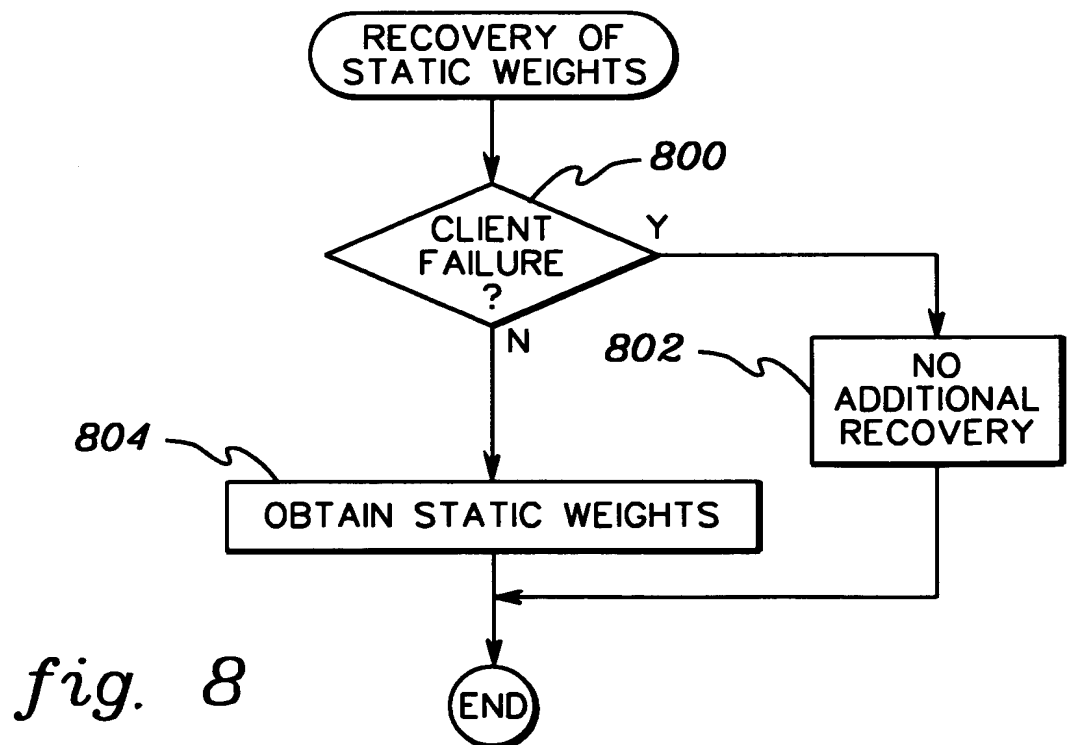 RECOVERY OF
STATIC WEIGHTS
800
CLIENT
FAILURE
?
Y
N
802
NO
ADDITIONAL
RECOVERY
804
OBTAIN STATIC WEIGHTS
END
fig. 8